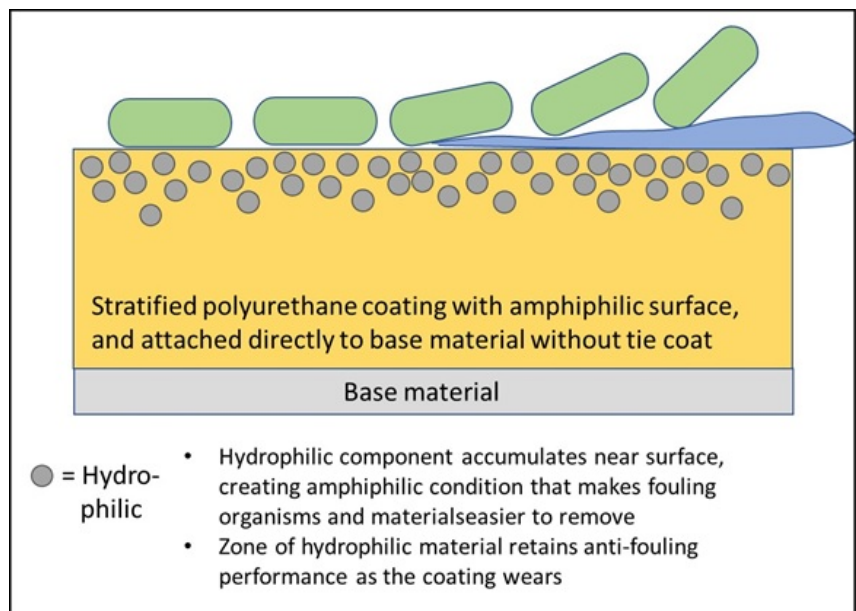 Stratified polyurethane coating with amphiphilic surface,
and attached directly to base material without tie coat
Base material
= Hydro-
philic
• Hydrophilic component accumulates near surface,
creating amphiphilic condition that makes fouling
organisms and materialseasier to remove
• Zone of hydrophilic material retains anti-fouling
performance as the coating wears